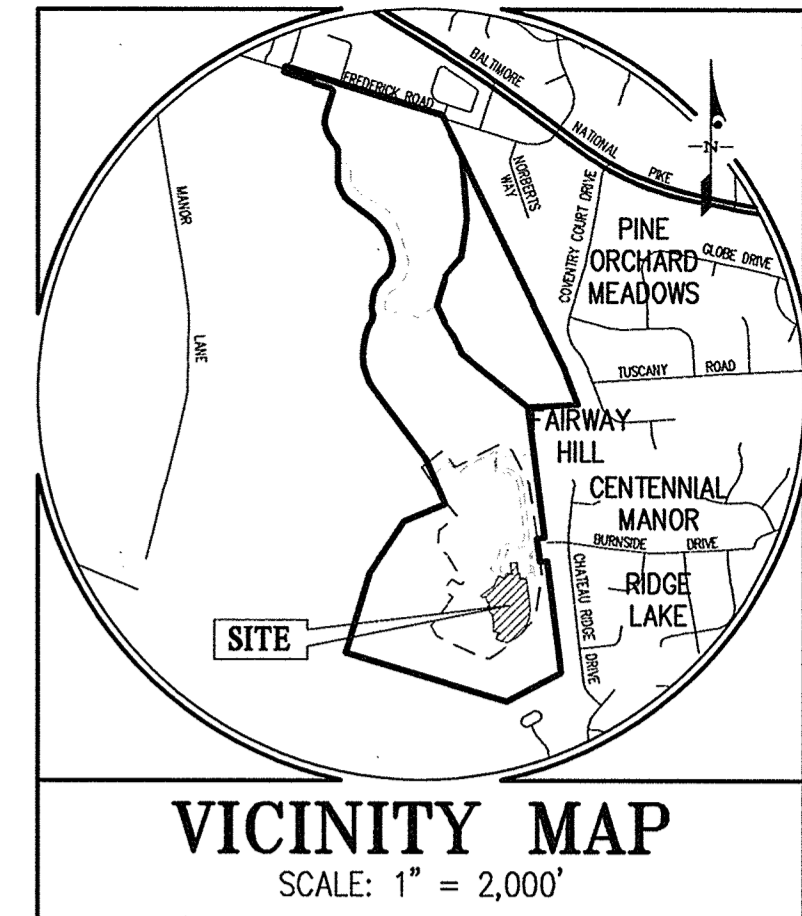 BALTIMORE
NATIONAL
PIKE
FREDERICK ROAD
-N-
NORBERTS
WAY
MANOR
LANE
COVENTRY COURT DRIVE
PINE
ORCHARD
MEADOWS
GLOBE DRIVE
TUSCANY ROAD
FAIRWAY
HILL
CENTENNIAL
MANOR
BURNSIDE DRIVE
CHATEAU RIDGE DRIVE
RIDGE
LAKE
SITE
VICINITY MAP
SCALE: 1" = 2,000'